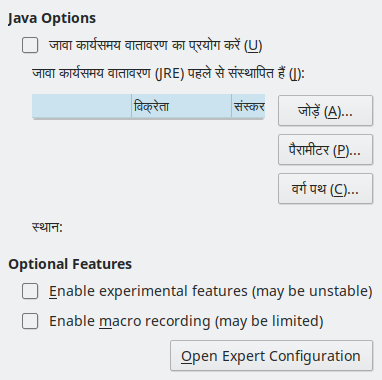 Java Options
जावा कार्यसमय वातावरण का प्रयोग करें (U)
जावा कार्यसमय वातावरण (JRE) पहले से संस्थापित हैं (J):
विक्रेता संस्कर
जोड़ें (A)...
पैरामीटर (P)...
वर्ग पथ (C)...
स्थान:
Optional Features
Enable experimental features (may be unstable)
Enable macro recording (may be limited)
Open Expert Configuration